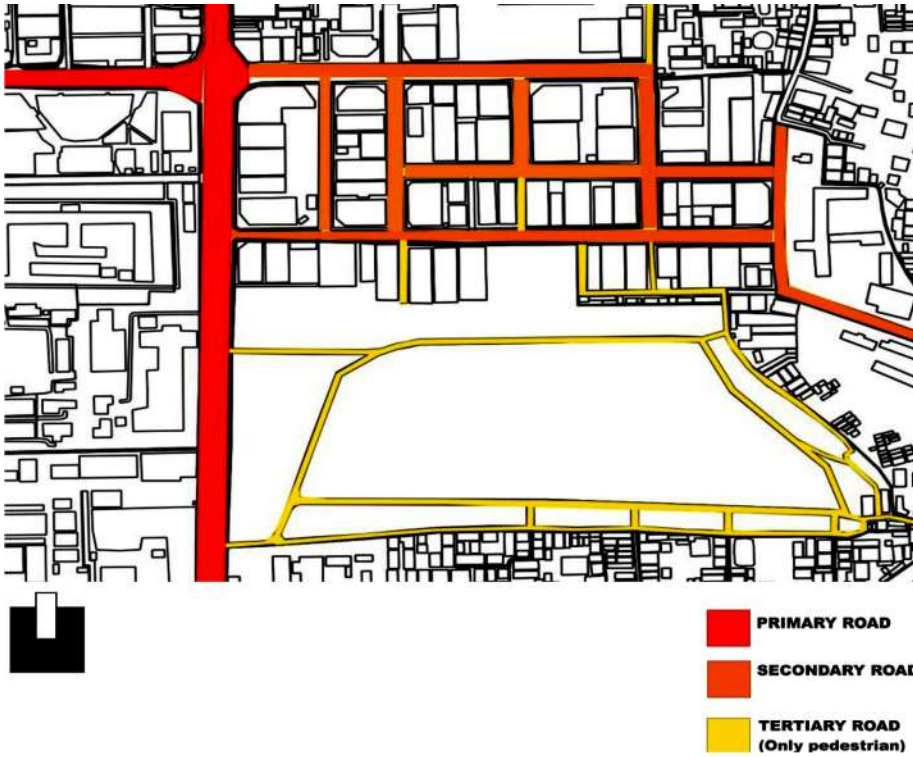 PRIMARY ROAD
SECONDARY ROAD
TERTIARY ROAD
(Only pedestrian)